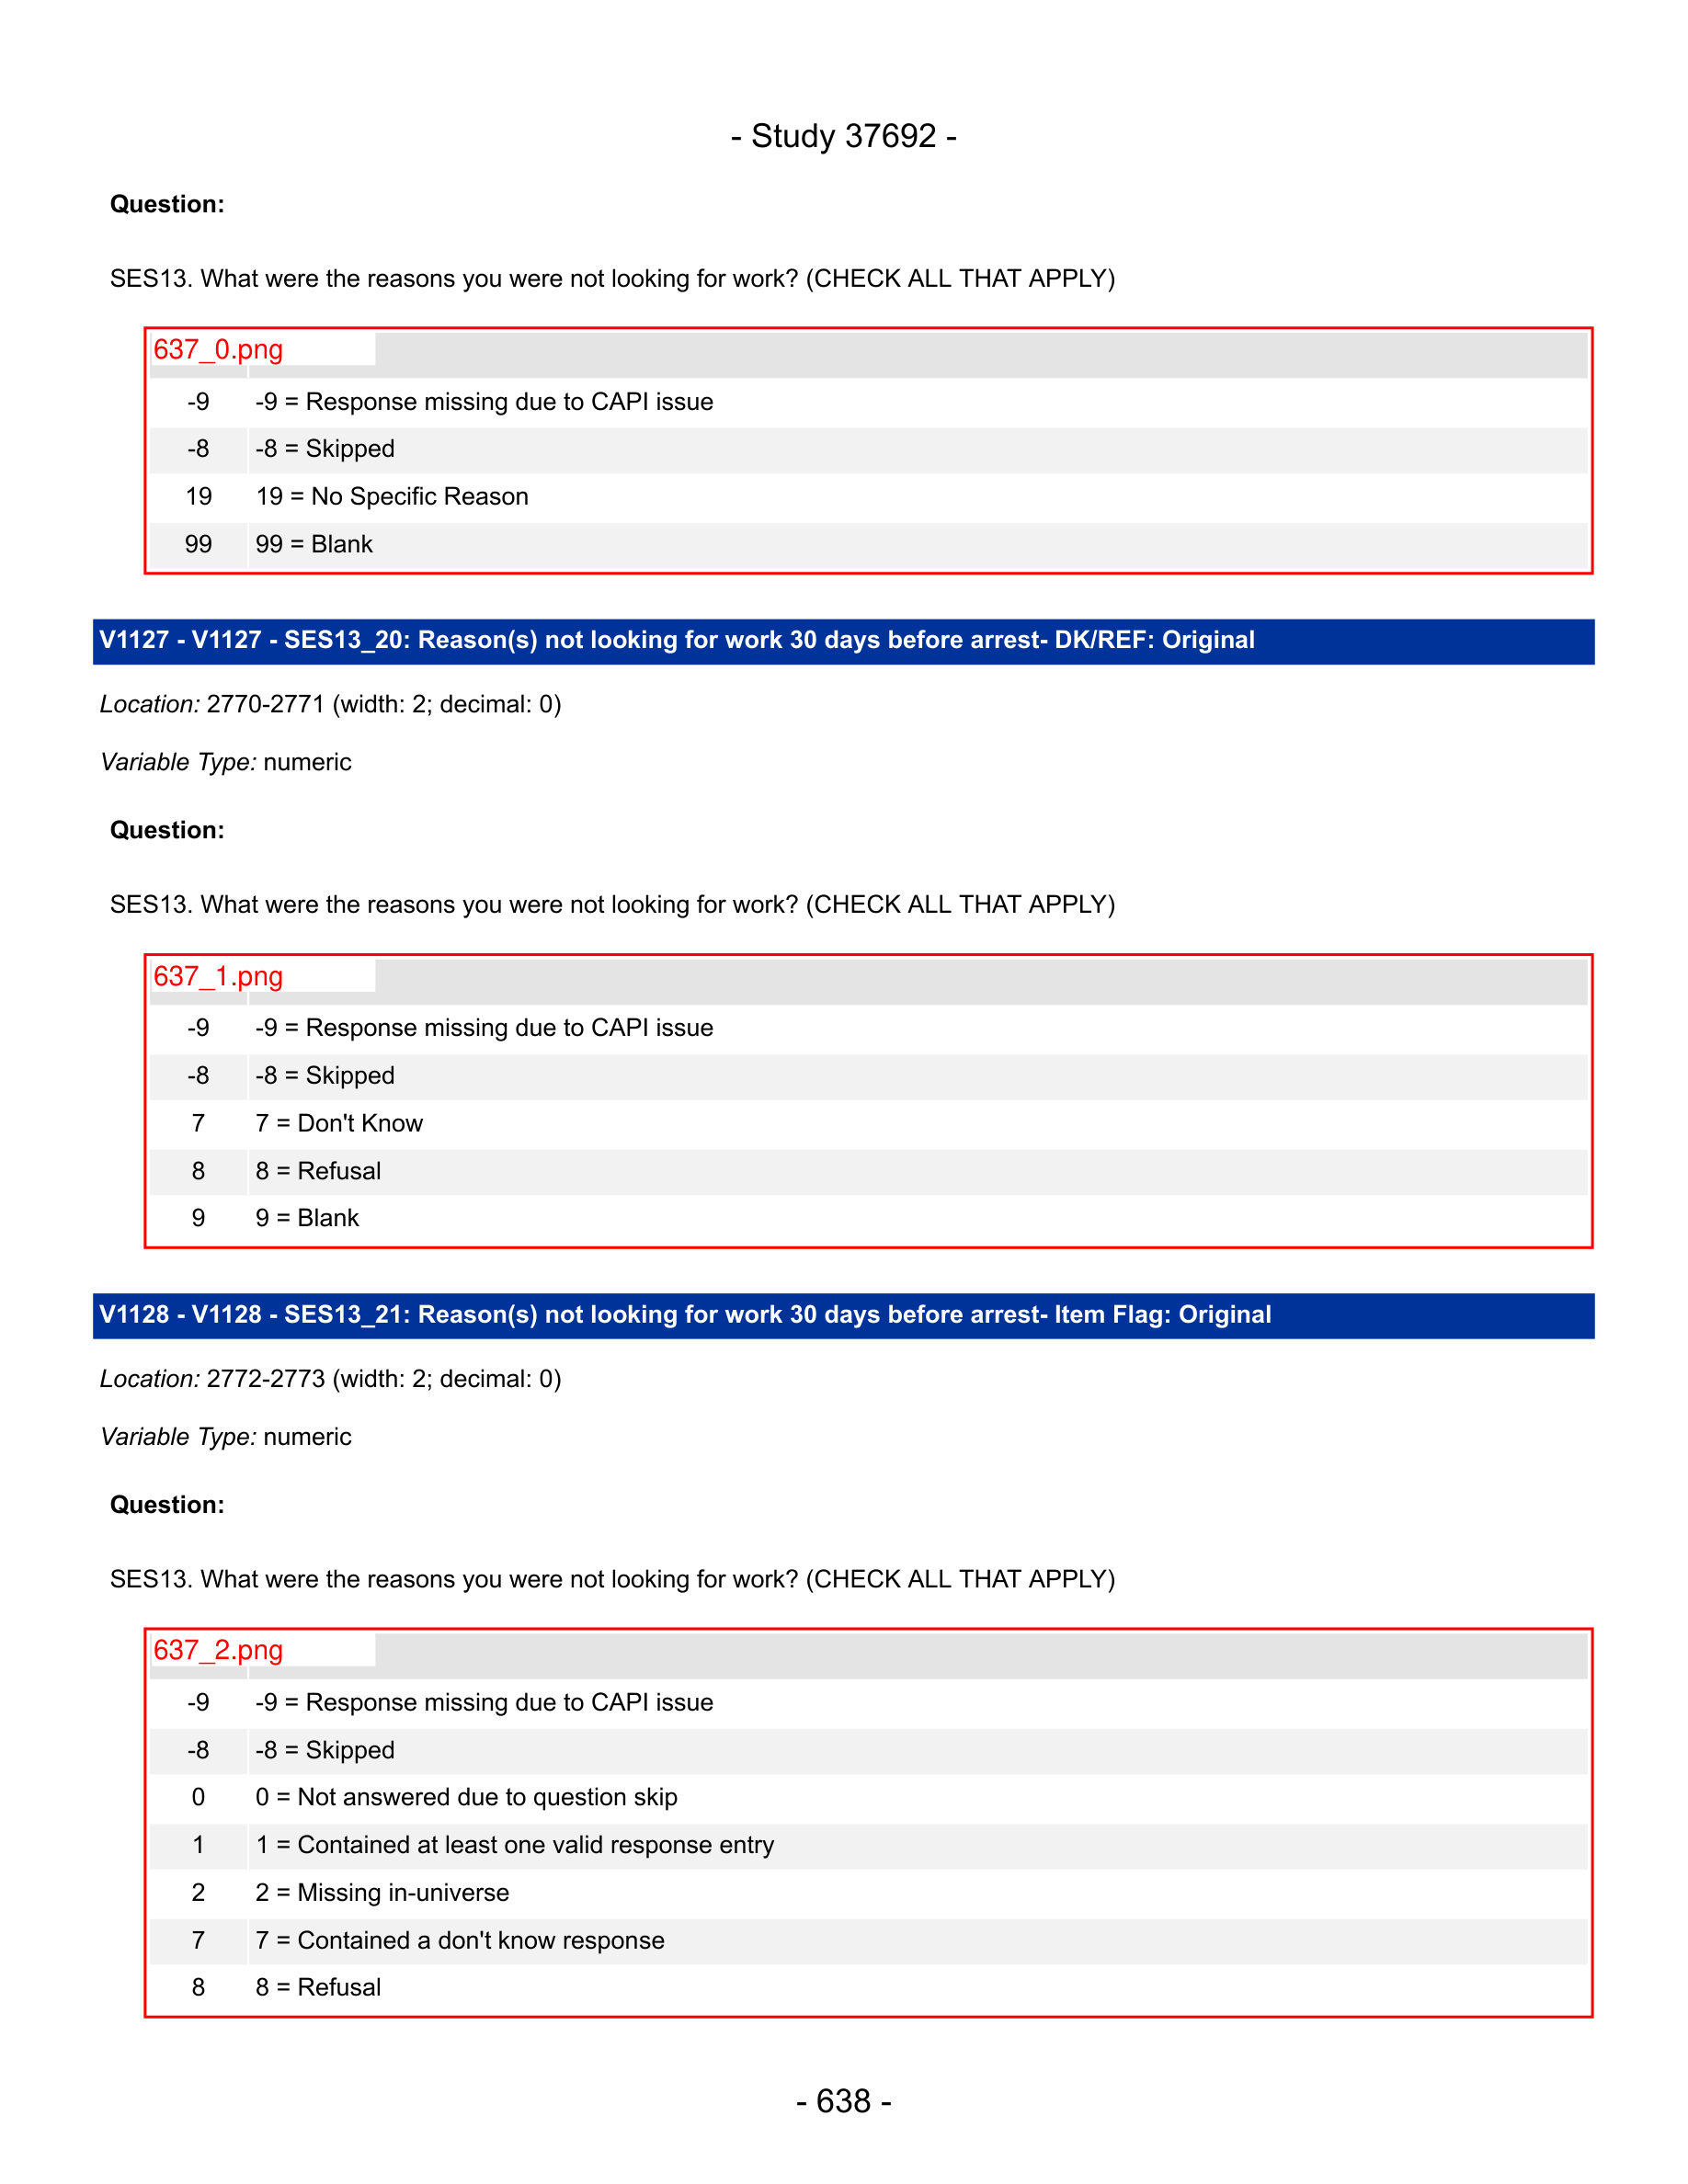 - Study 37692 -
Question:
SES13. What were the reasons you were not looking for work? (CHECK ALL THAT APPLY)
637_0.png
-9 -9 = Response missing due to CAPI issue
-8 -8 = Skipped
19 19 = No Specific Reason
99 99 = Blank
V1127 - V1127 - SES13_20: Reason(s) not looking for work 30 days before arrest- DK/REF: Original
Location: 2770-2771 (width: 2; decimal: 0)
Variable Type: numeric
Question:
SES13. What were the reasons you were not looking for work? (CHECK ALL THAT APPLY)
637_1.png
-9 -9 = Response missing due to CAPI issue
-8 -8 = Skipped
7 7 = Don't Know
8 8 = Refusal
9 9 = Blank
V1128 - V1128 - SES13_21: Reason(s) not looking for work 30 days before arrest- Item Flag: Original
Location: 2772-2773 (width: 2; decimal: 0)
Variable Type: numeric
Question:
SES13. What were the reasons you were not looking for work? (CHECK ALL THAT APPLY)
637_2.png
-9 -9 = Response missing due to CAPI issue
-8 -8 = Skipped
0 0 = Not answered due to question skip
1 1 = Contained at least one valid response entry
2 2 = Missing in-universe
7 7 = Contained a don't know response
8 8 = Refusal
- 638 -